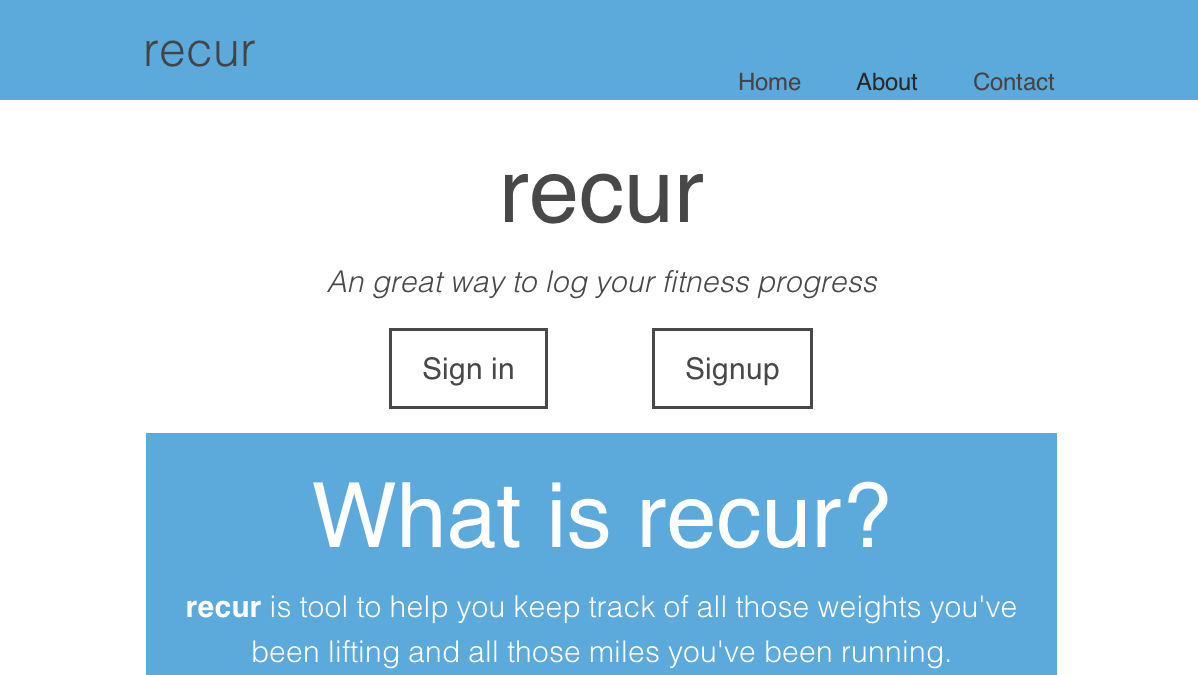 recur
Home About Contact
recur
An great way to log your fitness progress
Sign in Signup
What is recur?
recur is tool to help you keep track of all those weights you've
been lifting and all those miles you've been running.